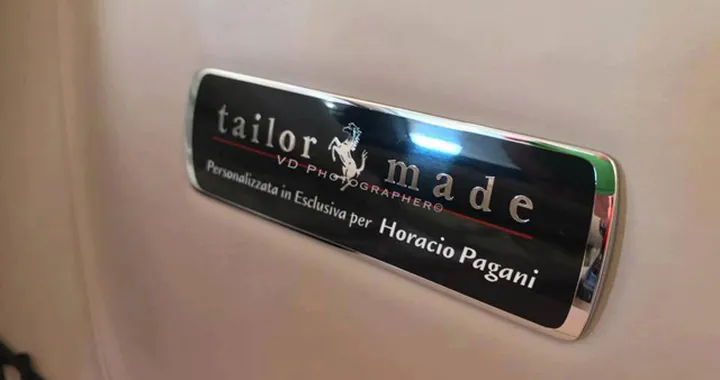 tailor made
VD PHOTOGRAPHER©
Personalizzata in Esclusiva per Horacio Pagani